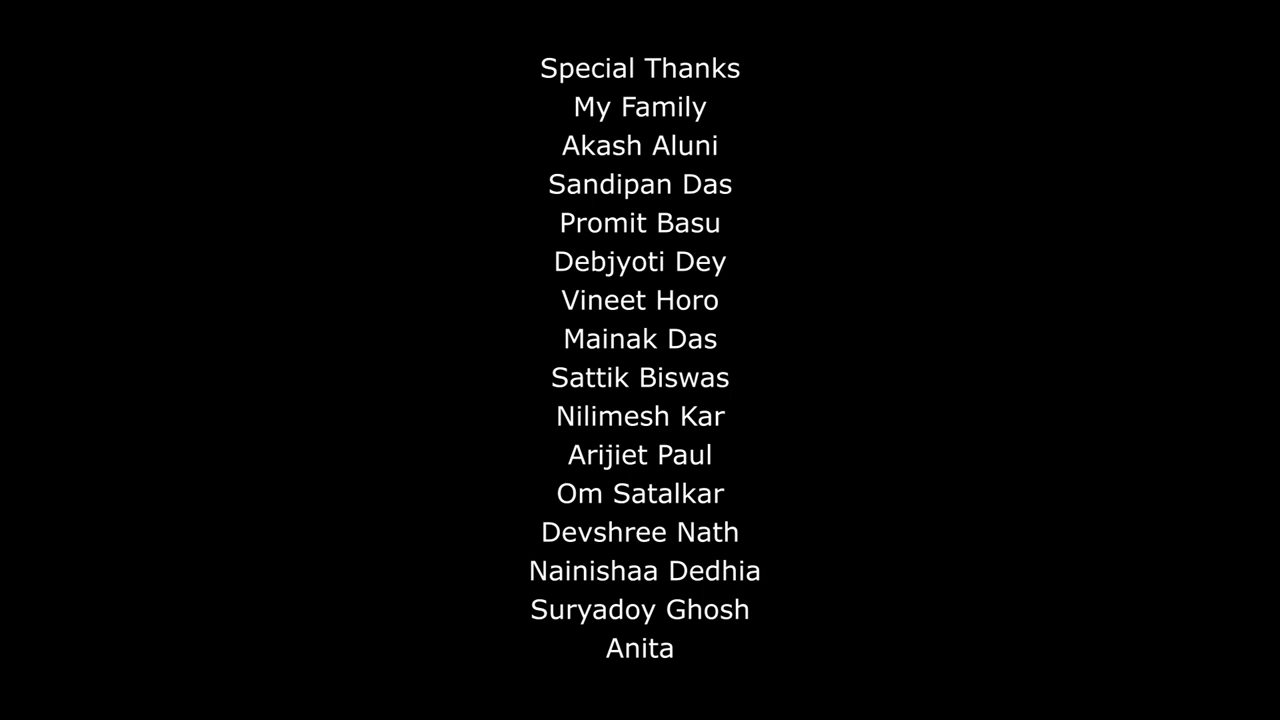 Special Thanks
My Family
Akash Aluni
Sandipan Das
Promit Basu
Debjyoti Dey
Vineet Horo
Mainak Das
Sattik Biswas
Nilimesh Kar
Arijiet Paul
Om Satalkar
Devshree Nath
Nainishaa Dedhia
Suryadoy Ghosh
Anita